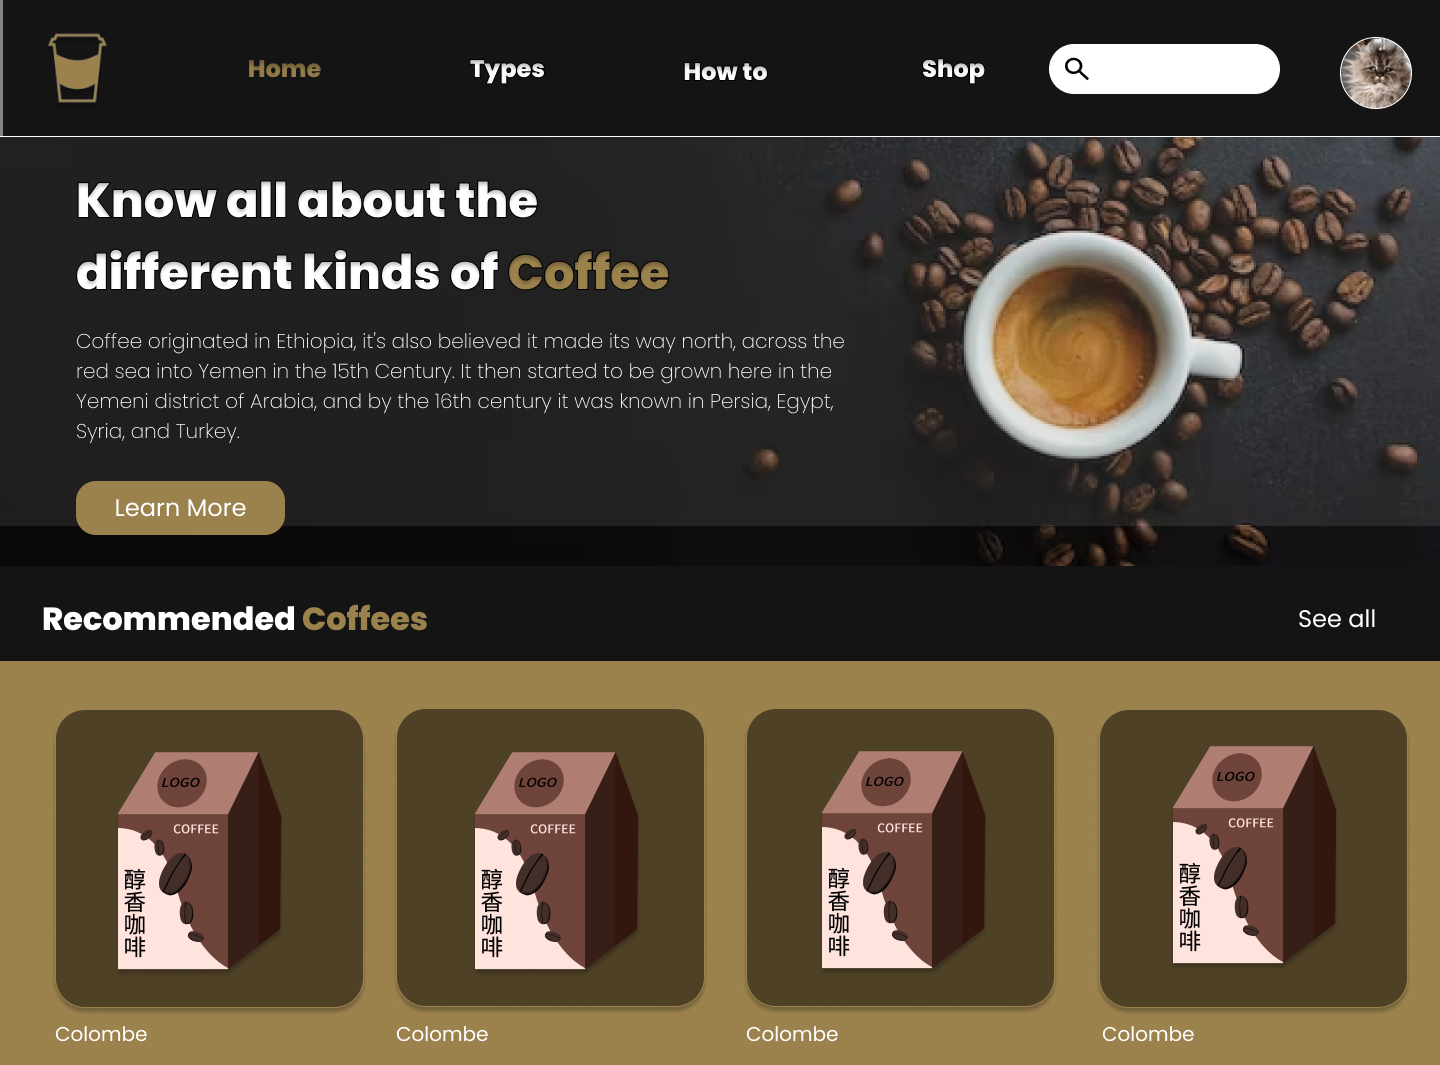 Home
Types
How to
Shop
Know all about the
different kinds of Coffee
Coffee originated in Ethiopia, it's also believed it made its way north, across the
red sea into Yemen in the 15th Century. It then started to be grown here in the
Yemeni district of Arabia, and by the 16th century it was known in Persia, Egypt,
Syria, and Turkey.
Learn More
Recommended Coffees
See all
LOGO
COFFEE
醇香咖啡
LOGO
COFFEE
醇香咖啡
LOGO
COFFEE
醇香咖啡
LOGO
COFFEE
醇香咖啡
Colombe
Colombe
Colombe
Colombe